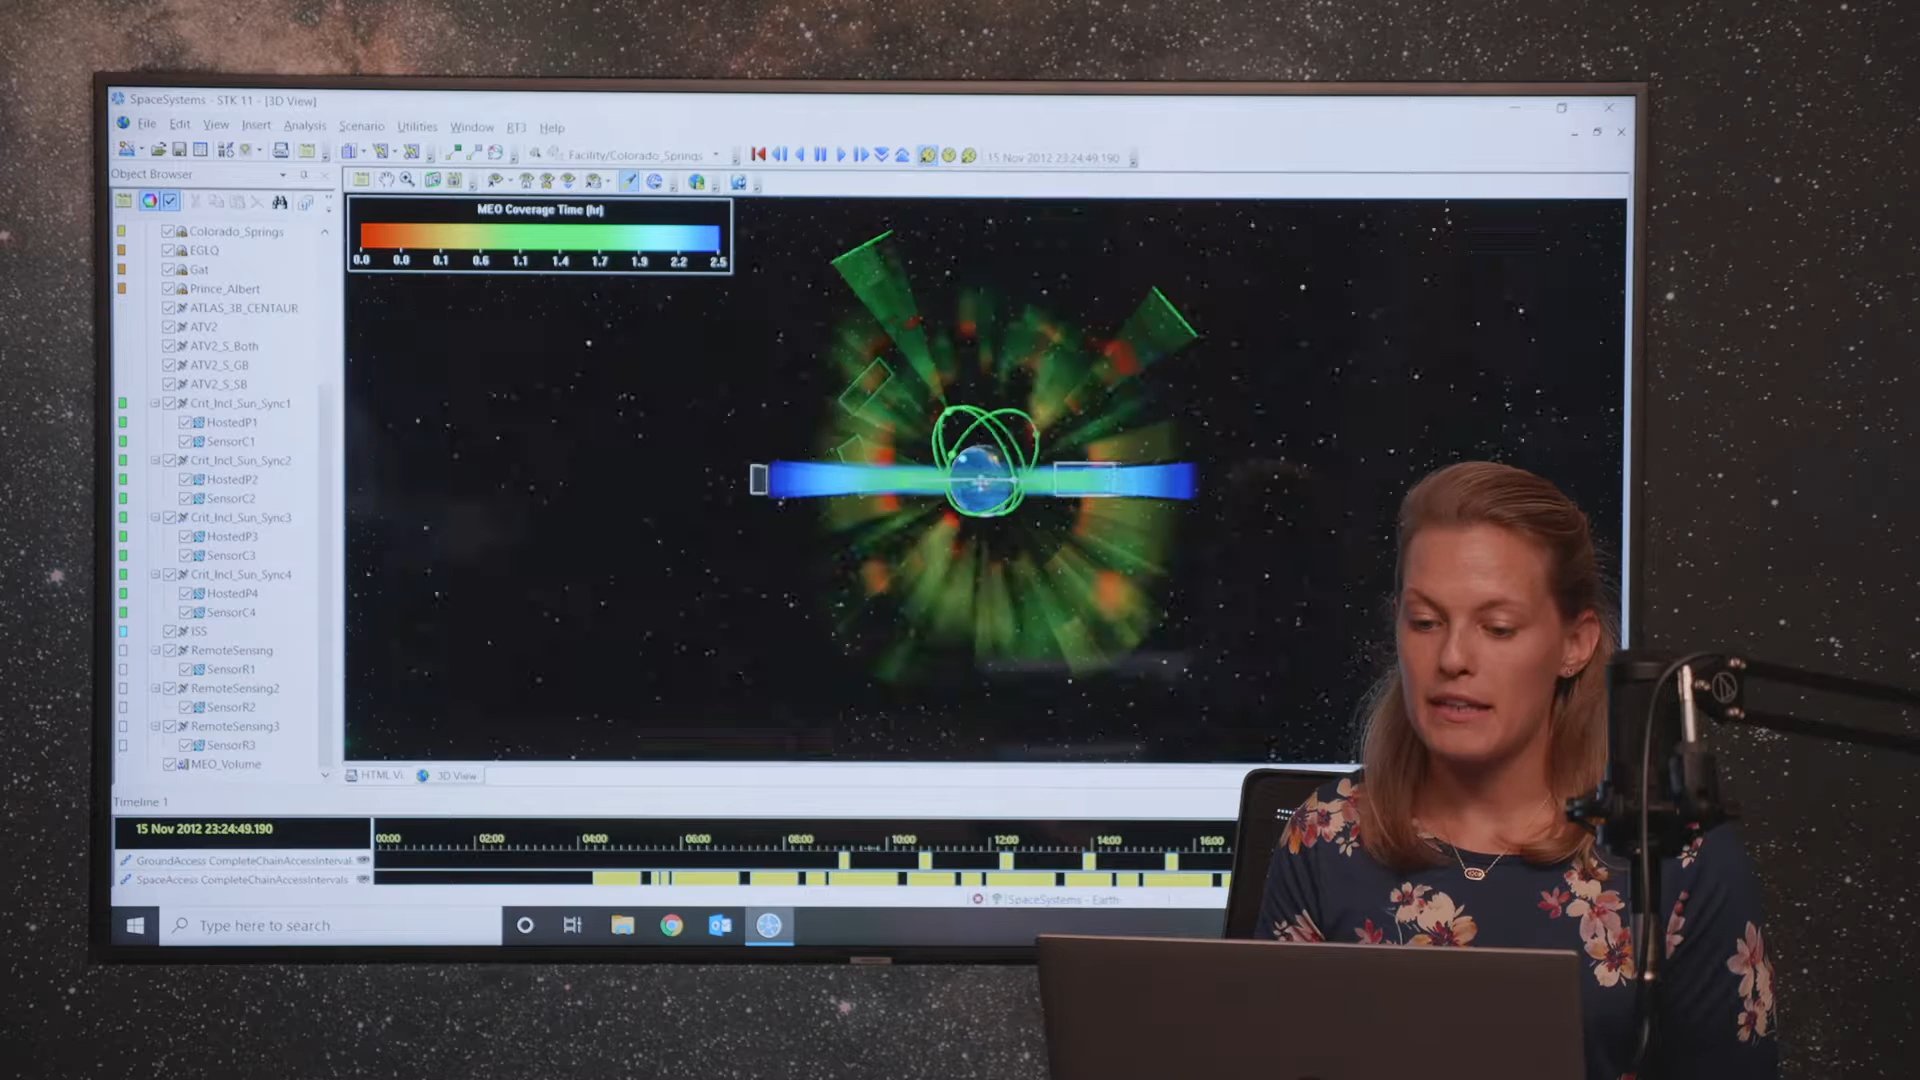 SpaceSystems - STK 11 - [3D View]
File Edit View Insert Analysis Scenario Utilities Window RT3 Help
Facility/Colorado_Springs 15 Nov 2012 23:24:49.190
Object Browser
MEO Coverage Time (hr)
0.0 0.0 0.1 0.6 1.1 1.4 1.7 1.9 2.2 2.5
Colorado_Springs
EGLQ
Gat
Prince_Albert
ATLAS_3B_CENTAUR
ATV2
ATV2_S_Both
ATV2_S_GB
ATV2_S_SB
Crit_Incl_Sun_Sync1
HostedP1
SensorC1
Crit_Incl_Sun_Sync2
HostedP2
SensorC2
Crit_Incl_Sun_Sync3
HostedP3
SensorC3
Crit_Incl_Sun_Sync4
HostedP4
SensorC4
ISS
RemoteSensing
SensorR1
RemoteSensing2
SensorR2
RemoteSensing3
SensorR3
MEO_Volume
HTML Vi 3D View
Timeline 1
15 Nov 2012 23:24:49.190
00:00 02:00 04:00 06:00 08:00 10:00 12:00 14:00 16:00
GroundAccess CompleteChainAccessInterval
SpaceAccess CompleteChainAccessIntervals
SpaceSystems - Earth
Type here to search